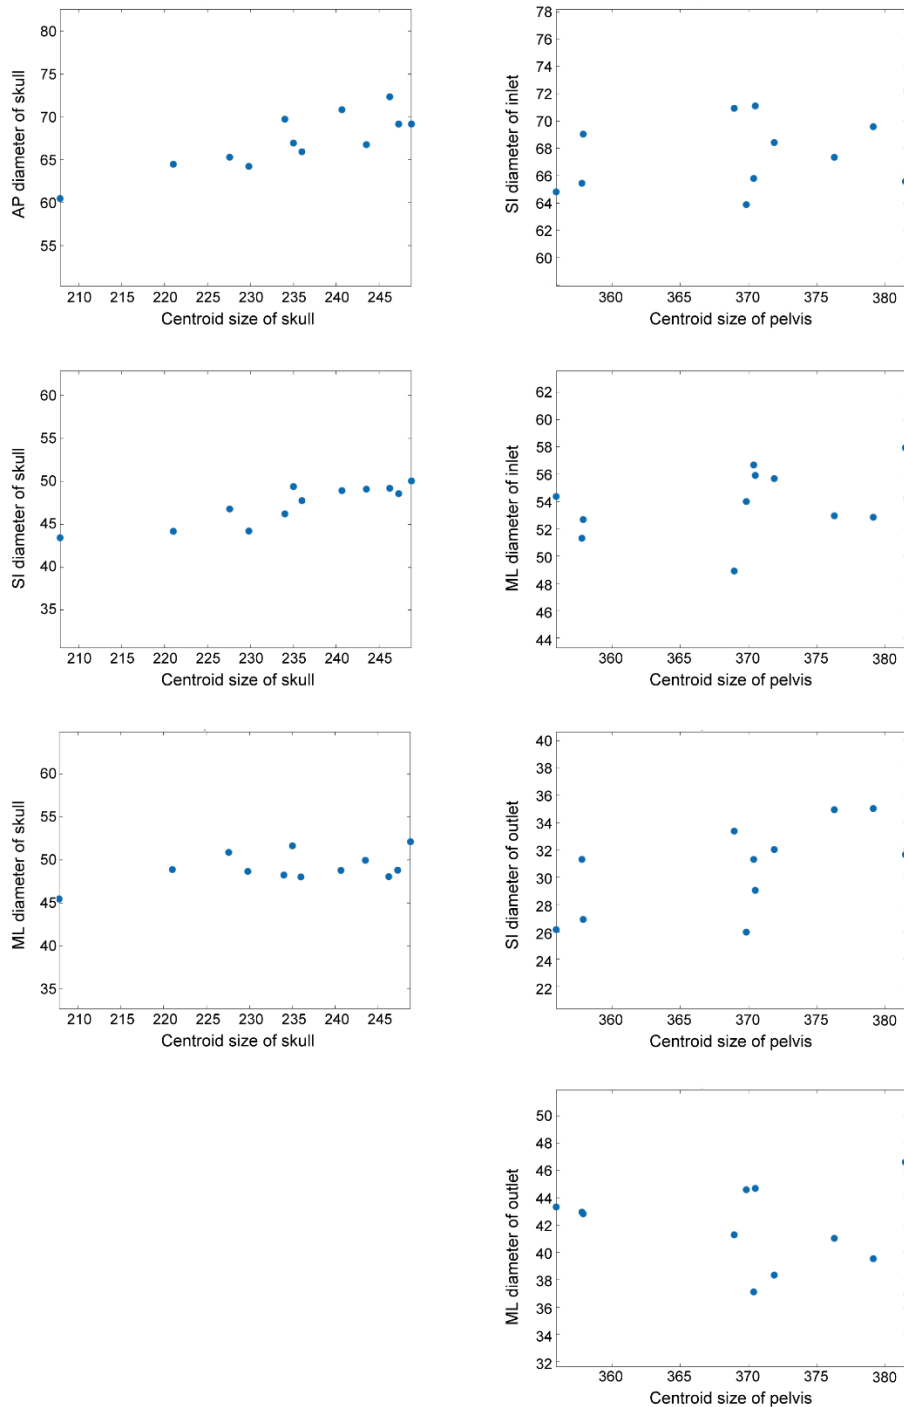 80
75
70
65
60
55
AP diameter of skull
210 215 220 225 230 235 240 245
Centroid size of skull
78
76
74
72
70
68
66
64
62
60
SI diameter of inlet
360 365 370 375 380
Centroid size of pelvis
60
55
50
45
40
35
SI diameter of skull
210 215 220 225 230 235 240 245
Centroid size of skull
62
60
58
56
54
52
50
48
46
44
ML diameter of inlet
360 365 370 375 380
Centroid size of pelvis
60
55
50
45
40
35
ML diameter of skull
210 215 220 225 230 235 240 245
Centroid size of skull
40
38
36
34
32
30
28
26
24
22
SI diameter of outlet
360 365 370 375 380
Centroid size of pelvis
50
48
46
44
42
40
38
36
34
32
ML diameter of outlet
360 365 370 375 380
Centroid size of pelvis